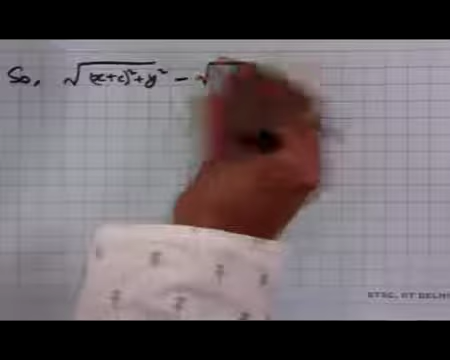 So, √((x+c)²+y²) − √
ETSC, IIT DELHI